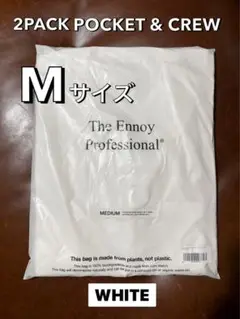 2PACK POCKET & CREW
Mサイズ
The Ennoy
Professional®
MEDIUM
This bag is made from plants, not plastic.
WHITE